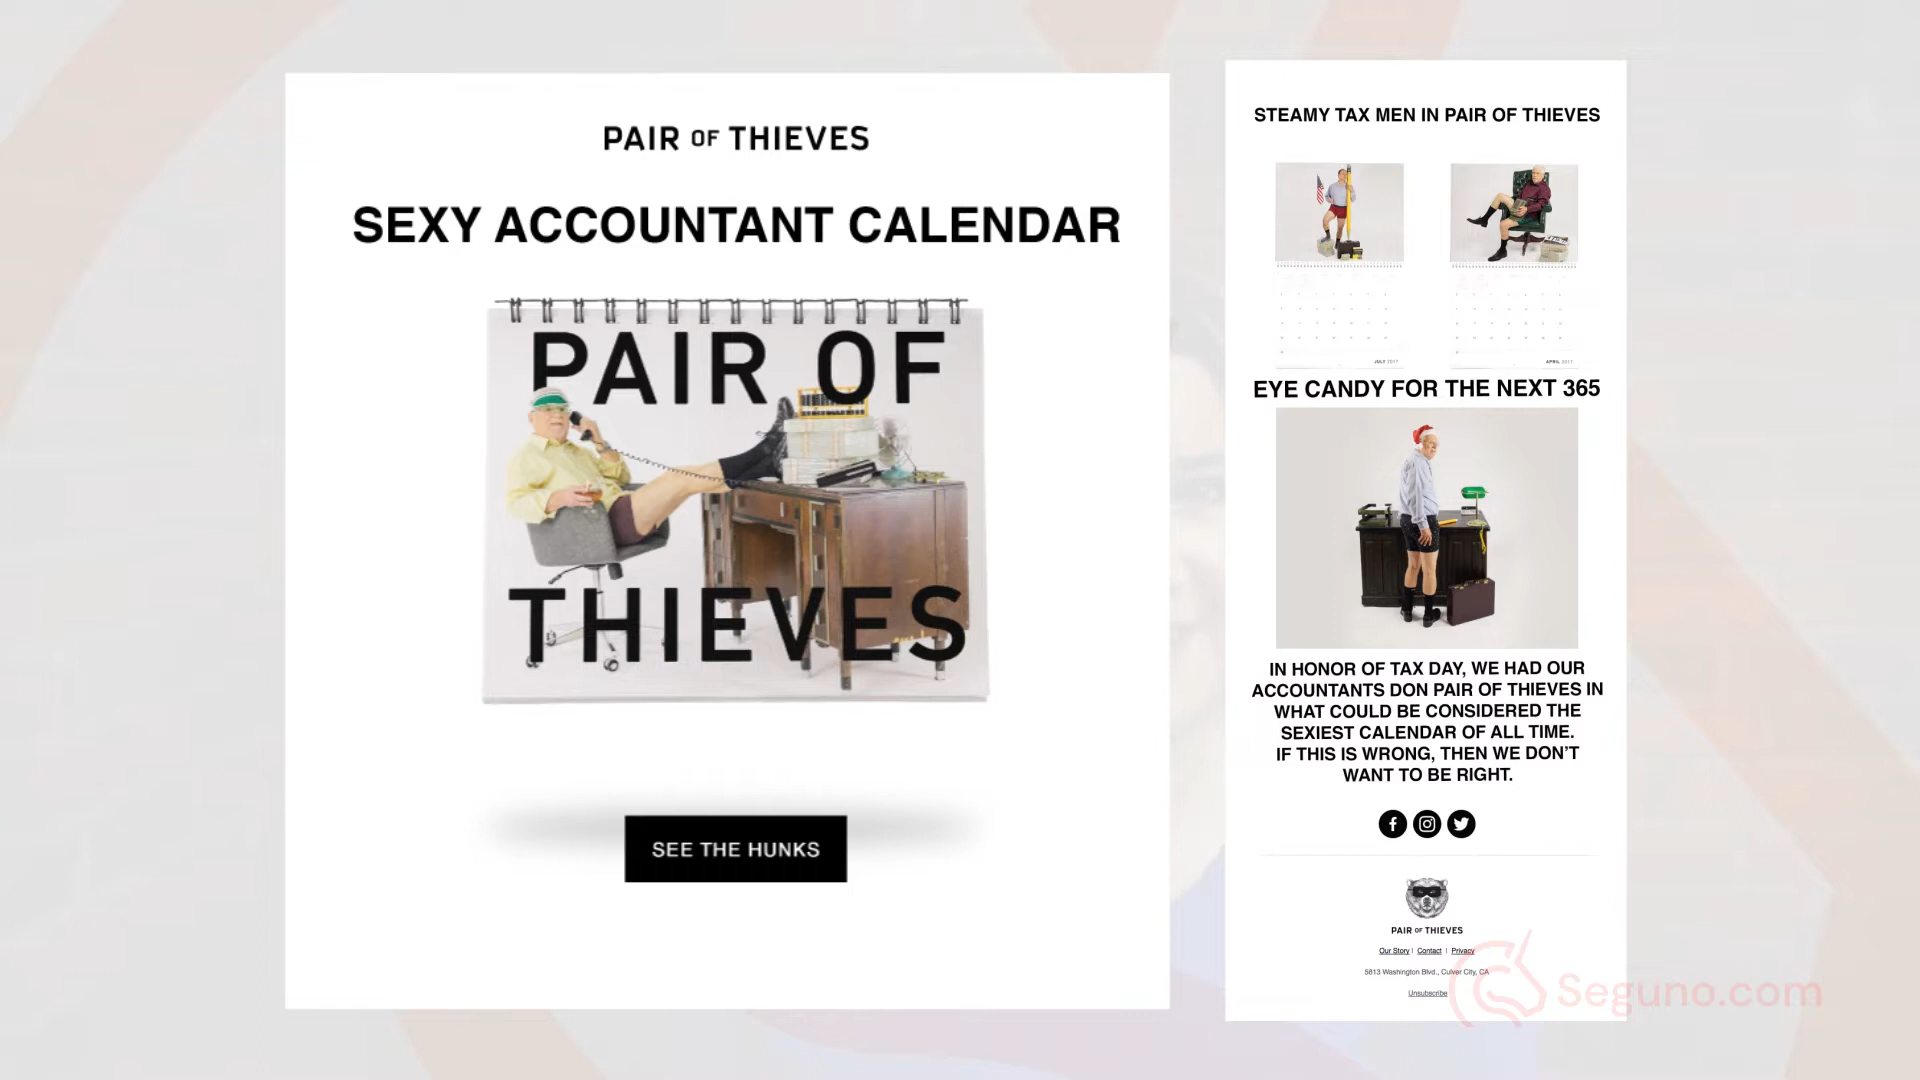 PAIR OF THIEVES
SEXY ACCOUNTANT CALENDAR
PAIR OF
THIEVES
SEE THE HUNKS
STEAMY TAX MEN IN PAIR OF THIEVES
JULY 2017
APRIL 2017
EYE CANDY FOR THE NEXT 365
IN HONOR OF TAX DAY, WE HAD OUR
ACCOUNTANTS DON PAIR OF THIEVES IN
WHAT COULD BE CONSIDERED THE
SEXIEST CALENDAR OF ALL TIME.
IF THIS IS WRONG, THEN WE DON'T
WANT TO BE RIGHT.
PAIR OF THIEVES
Our Story | Contact | Privacy
5813 Washington Blvd., Culver City, CA
Unsubscribe
Seguno.com